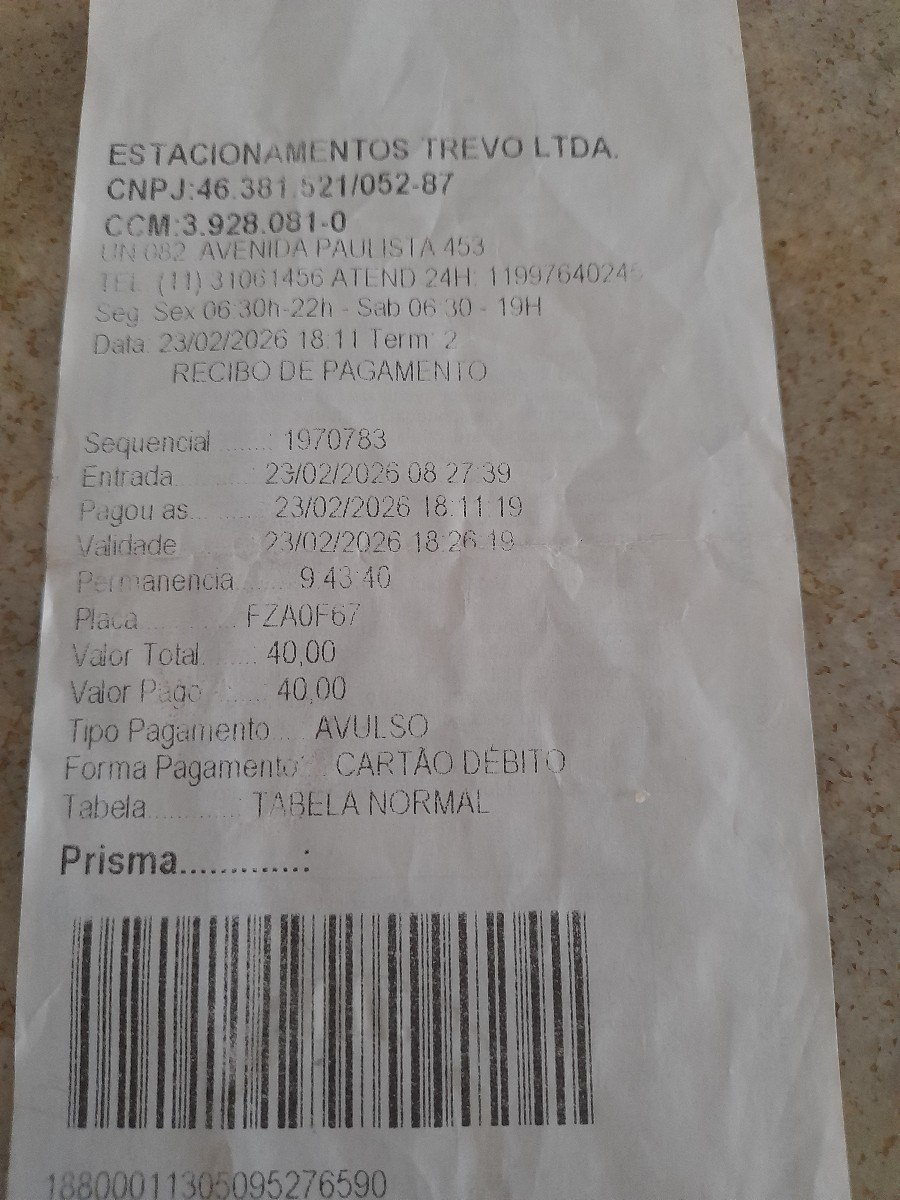 ESTACIONAMENTOS TREVO LTDA.
CNPJ:46.381.521/052-87
CCM:3.928.081-0
UN 082 AVENIDA PAULISTA 453
TEL (11) 31061456 ATEND 24H: 11997640246
Seg Sex 06 30h-22h - Sab 06 30 - 19H
Data 23/02/2026 18:11 Term: 2
RECIBO DE PAGAMENTO
Sequencial ........: 1970783
Entrada 23/02/2026 08 27:39
Pagou as........... 23/02/2026 18:11:19
Validade 23/02/2026 18:26:19
Permanencia........ 9 43:40
Placa............. FZA0F67
Valor Total........ 40,00
Valor Pago ....... 40,00
Tipo Pagamento... AVULSO
Forma Pagamento: CARTÃO DÉBITO
Tabela...........: TABELA NORMAL
Prisma.............:
18800011305095276590